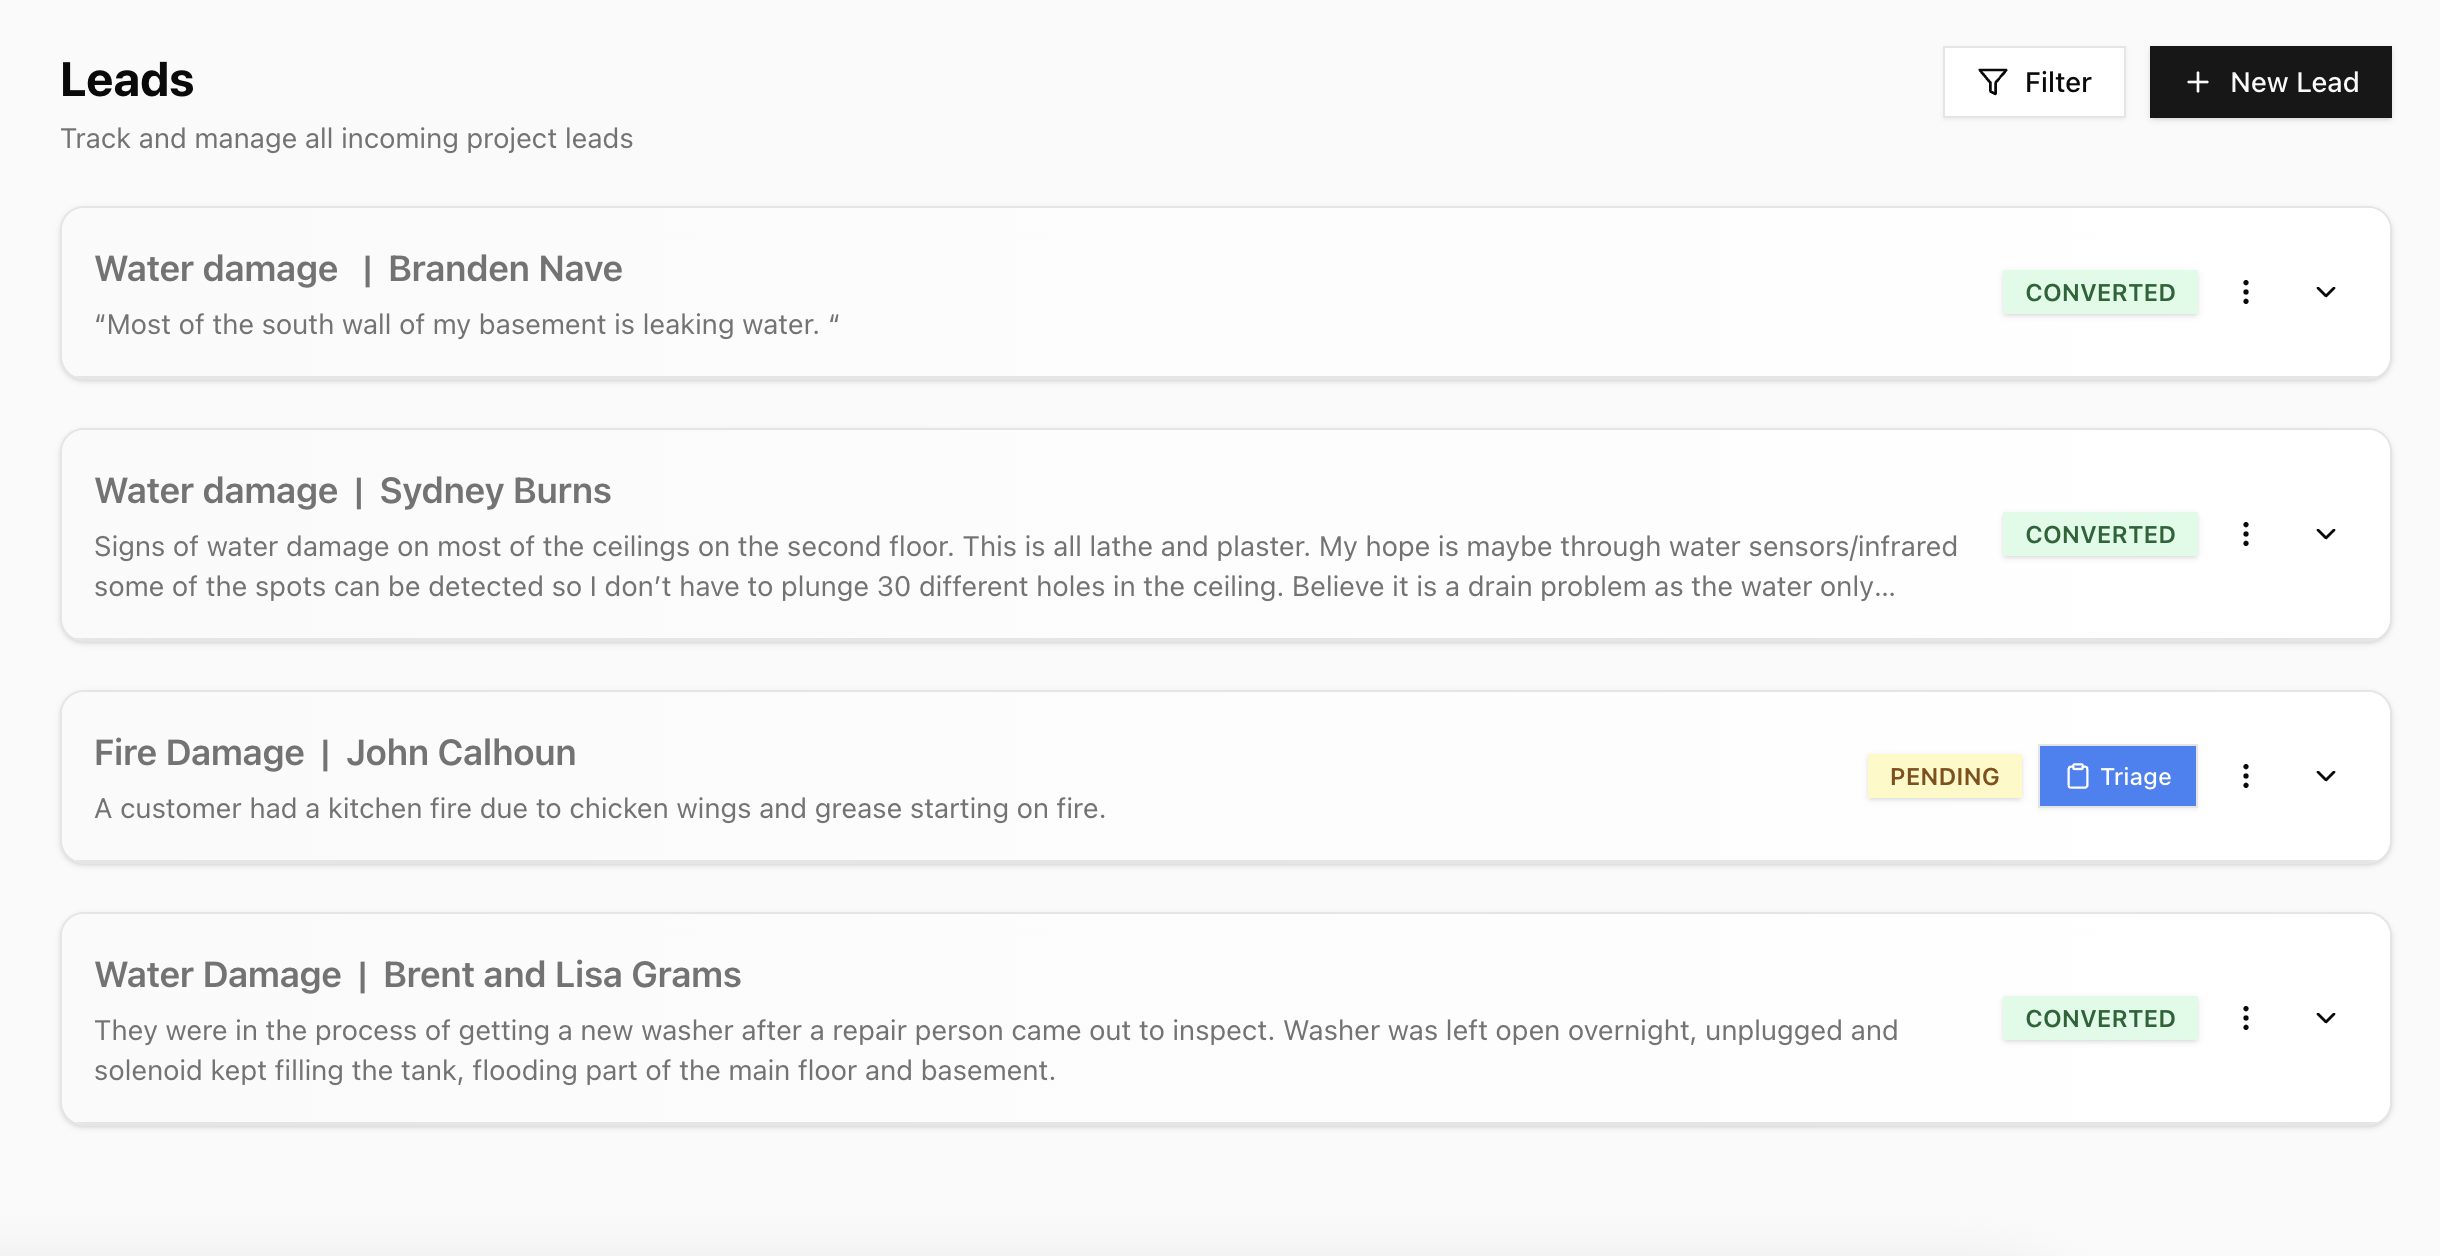 Leads
Filter
+ New Lead
Track and manage all incoming project leads
Water damage | Branden Nave
“Most of the south wall of my basement is leaking water. “
CONVERTED
Water damage | Sydney Burns
Signs of water damage on most of the ceilings on the second floor. This is all lathe and plaster. My hope is maybe through water sensors/infrared
some of the spots can be detected so I don’t have to plunge 30 different holes in the ceiling. Believe it is a drain problem as the water only...
CONVERTED
Fire Damage | John Calhoun
A customer had a kitchen fire due to chicken wings and grease starting on fire.
PENDING
Triage
Water Damage | Brent and Lisa Grams
They were in the process of getting a new washer after a repair person came out to inspect. Washer was left open overnight, unplugged and
solenoid kept filling the tank, flooding part of the main floor and basement.
CONVERTED